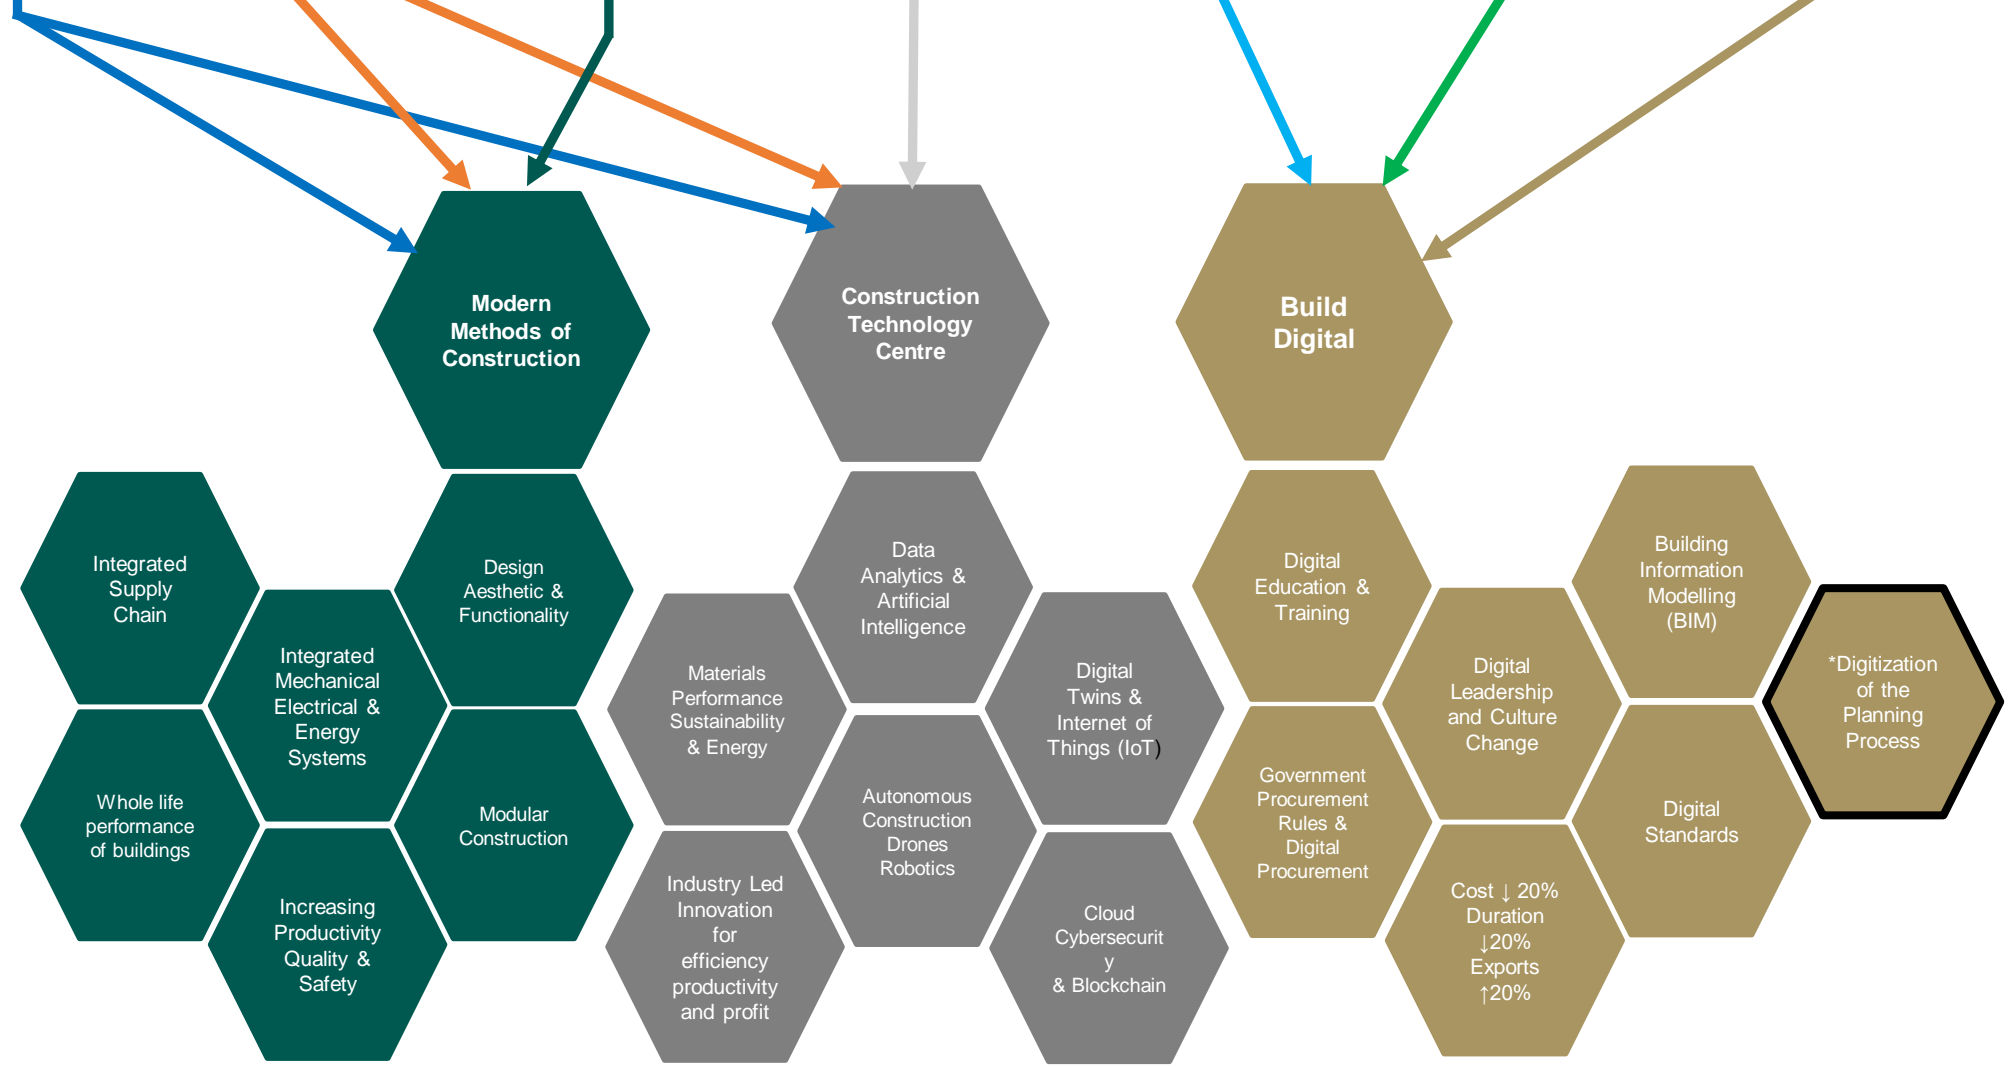 Modern
Methods of
Construction
Construction
Technology
Centre
Build
Digital
Integrated
Supply
Chain
Integrated
Mechanical
Electrical &
Energy
Systems
Design
Aesthetic &
Functionality
Whole life
performance
of buildings
Increasing
Productivity
Quality &
Safety
Modular
Construction
Materials
Performance
Sustainability
& Energy
Data
Analytics &
Artificial
Intelligence
Digital
Twins &
Internet of
Things (IoT)
Industry Led
Innovation
for
efficiency
productivity
and profit
Autonomous
Construction
Drones
Robotics
Cloud
Cybersecurit
y
& Blockchain
Digital
Education &
Training
Digital
Leadership
and Culture
Change
Building
Information
Modelling
(BIM)
*Digitization
of the
Planning
Process
Government
Procurement
Rules &
Digital
Procurement
Cost ↓ 20%
Duration
↓20%
Exports
↑20%
Digital
Standards